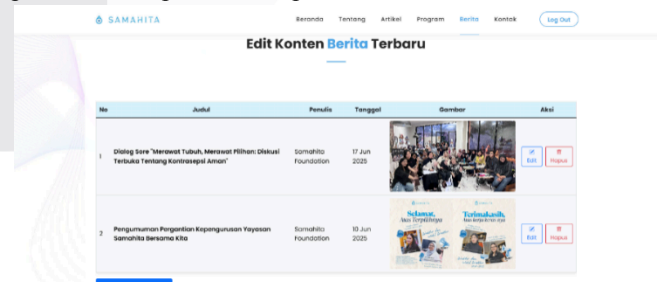 SAMAHITA
Beranda Tentang Artikel Program Berita Kontak Log Out
Edit Konten Berita Terbaru
No Judul Penulis Tanggal Gambar Aksi
1 Dialog Sore "Merawat Tubuh, Merawat Pilihan: Diskusi
Terbuka Tentang Kontrasepsi Aman"
Samahita
Foundation
17 Jun
2025
Edit Hapus
2 Pengumuman Pergantian Kepengurusan Yayasan
Samahita Bersama Kita
Samahita
Foundation
10 Jun
2025
Selamat,
Atas Terpilihnya
Terimakasih,
Edit Hapus